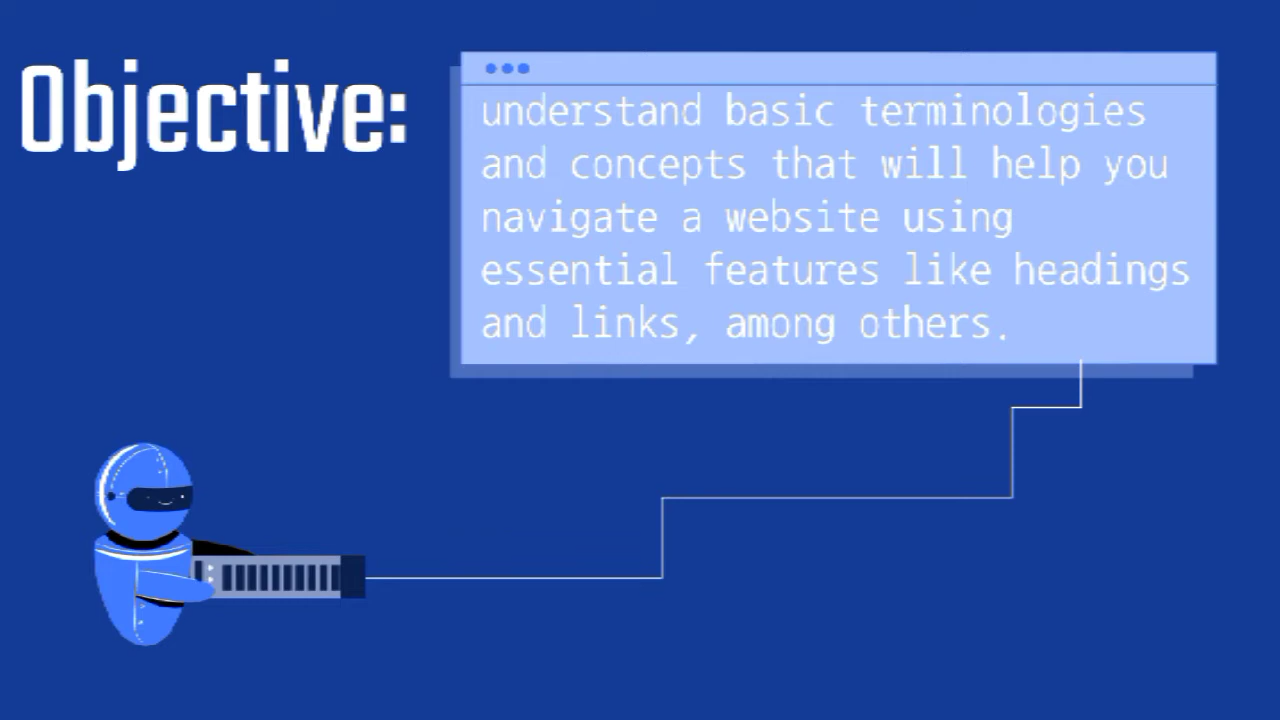 Objective:
understand basic terminologies
and concepts that will help you
navigate a website using
essential features like headings
and links, among others.